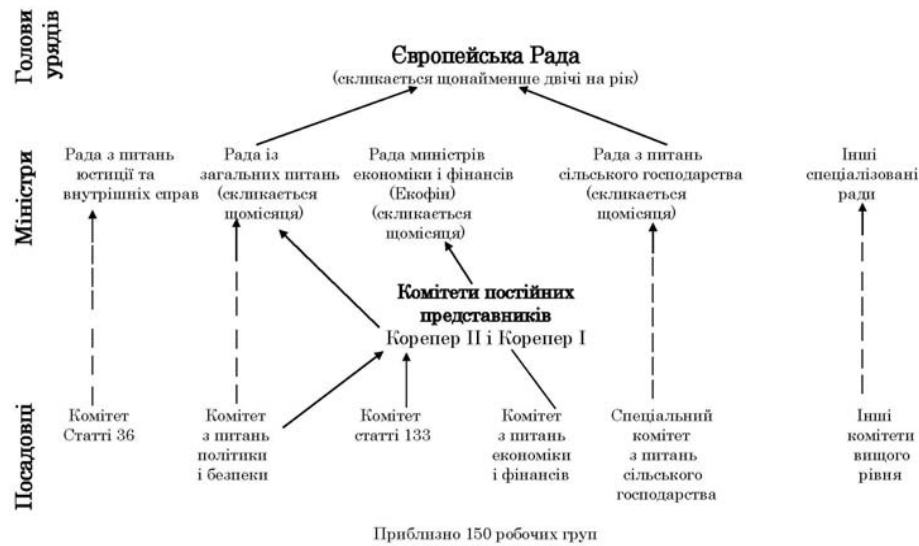 Голови
урядів
Європейська Рада
(скликається щонайменше двічі на рік)
Міністри
Рада з питань
юстиції та
внутрішніх справ
Рада із
загальних питань
(скликається
щомісяця)
Рада миністрів
економіки і фінансів
(Екофін)
(скликається
щомісяця)
Рада з питань
сільського господарства
(скликається
щомісяця)
Інші
спеціалізовані
ради
Комітети постійних
представників
Корепер II і Корепер I
Посадовці
Комітет
Статті 36
Комітет
з питань
політики
і безпеки
Комітет
статті 133
Комітет
з питань
економіки
і фінансів
Спеціальний
комітет
з питань
сільського
господарства
Інші
комітети
вищого
рівня
Приблизно 150 робочих груп